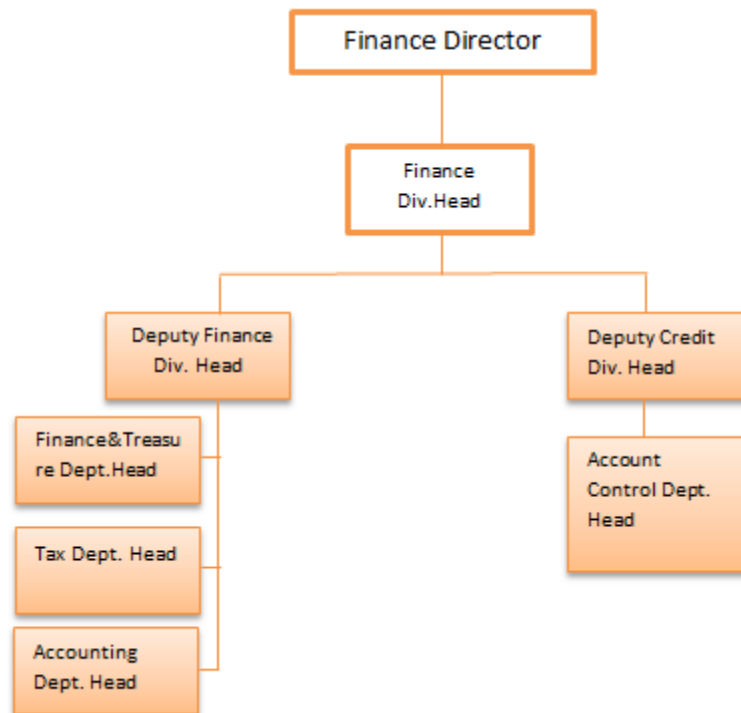 Finance Director
Finance
Div.Head
Deputy Finance
Div. Head
Deputy Credit
Div. Head
Finance&Treasu
re Dept.Head
Account
Control Dept.
Head
Tax Dept. Head
Accounting
Dept. Head